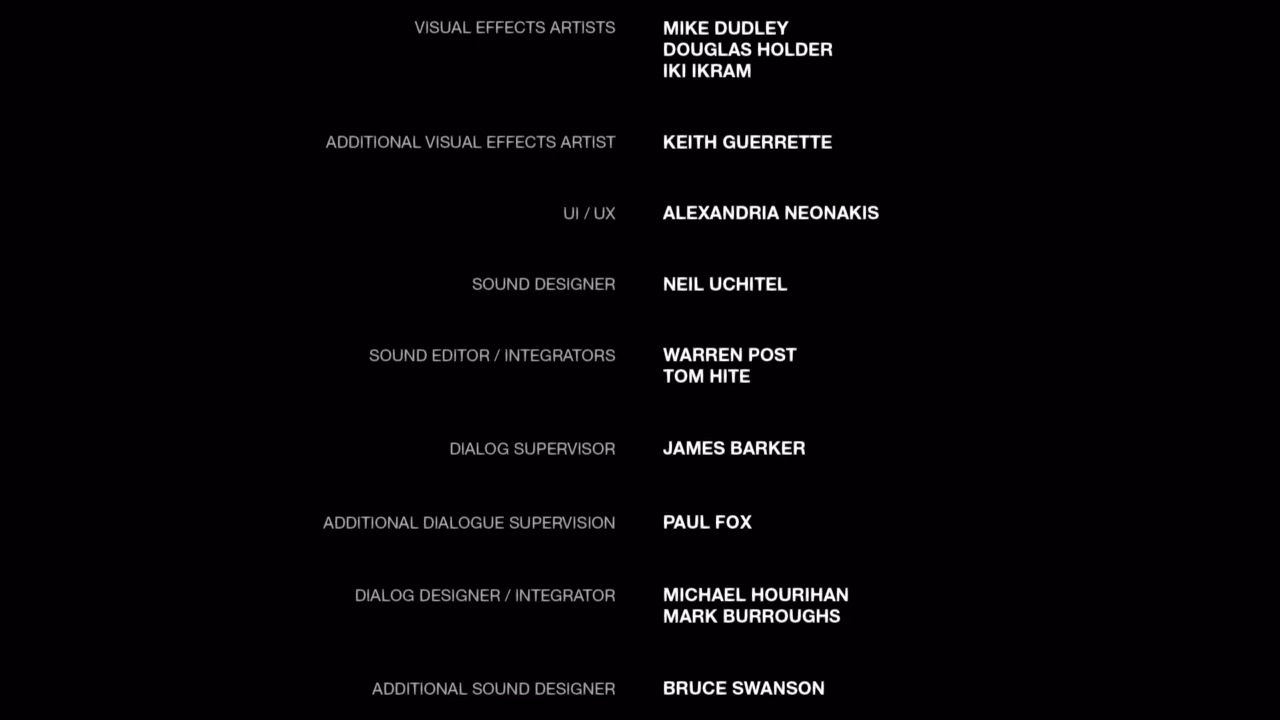 VISUAL EFFECTS ARTISTS MIKE DUDLEY
DOUGLAS HOLDER
IKI IKRAM
ADDITIONAL VISUAL EFFECTS ARTIST KEITH GUERRETTE
UI / UX ALEXANDRIA NEONAKIS
SOUND DESIGNER NEIL UCHITEL
SOUND EDITOR / INTEGRATORS WARREN POST
TOM HITE
DIALOG SUPERVISOR JAMES BARKER
ADDITIONAL DIALOGUE SUPERVISION PAUL FOX
DIALOG DESIGNER / INTEGRATOR MICHAEL HOURIHAN
MARK BURROUGHS
ADDITIONAL SOUND DESIGNER BRUCE SWANSON